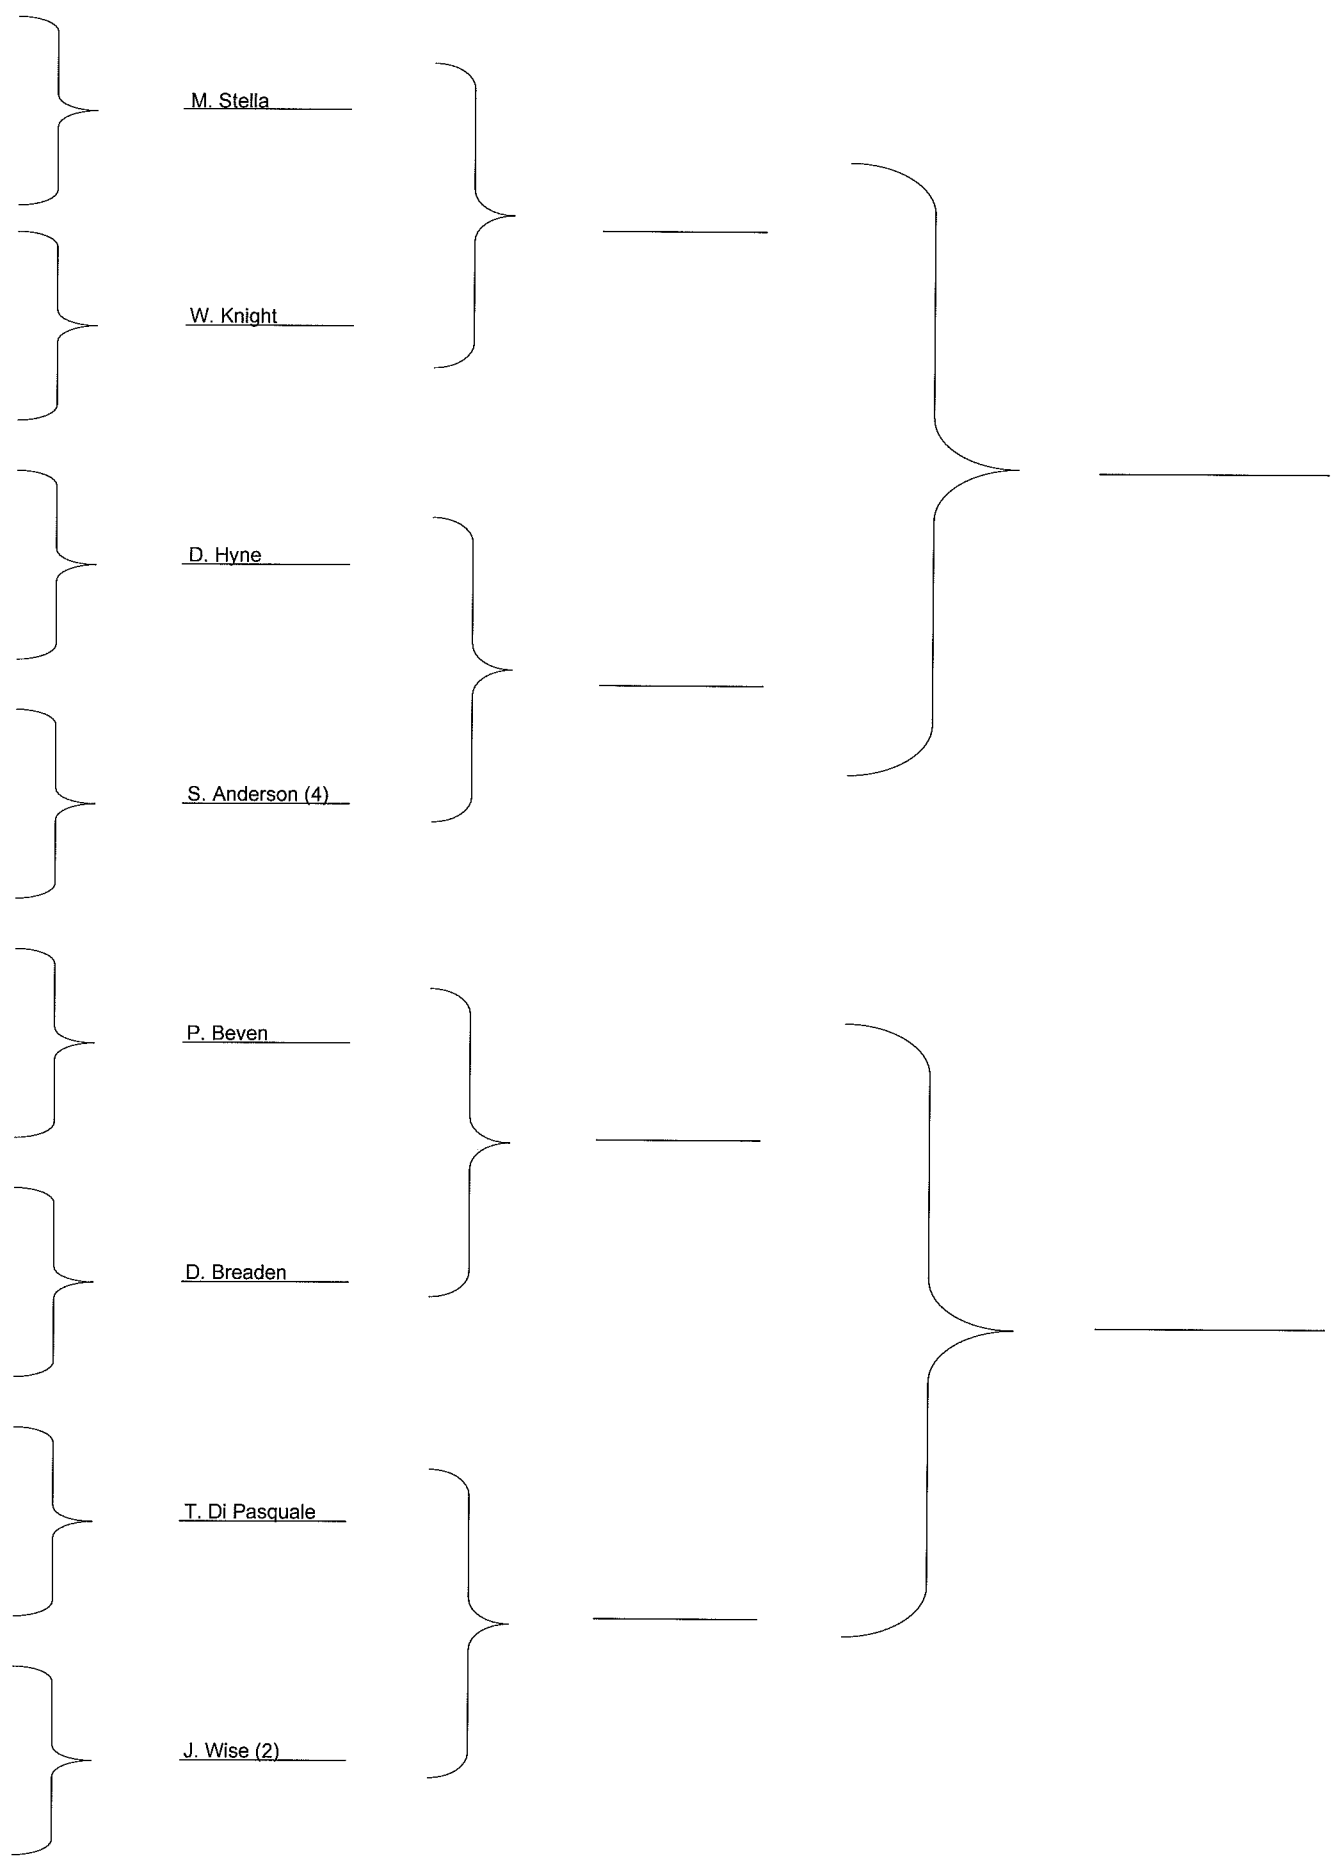 M. Stella
W. Knight
D. Hyne
S. Anderson (4)
P. Beven
D. Breaden
T. Di Pasquale
J. Wise (2)